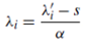 λᵢ = (λ′ᵢ − s) / α